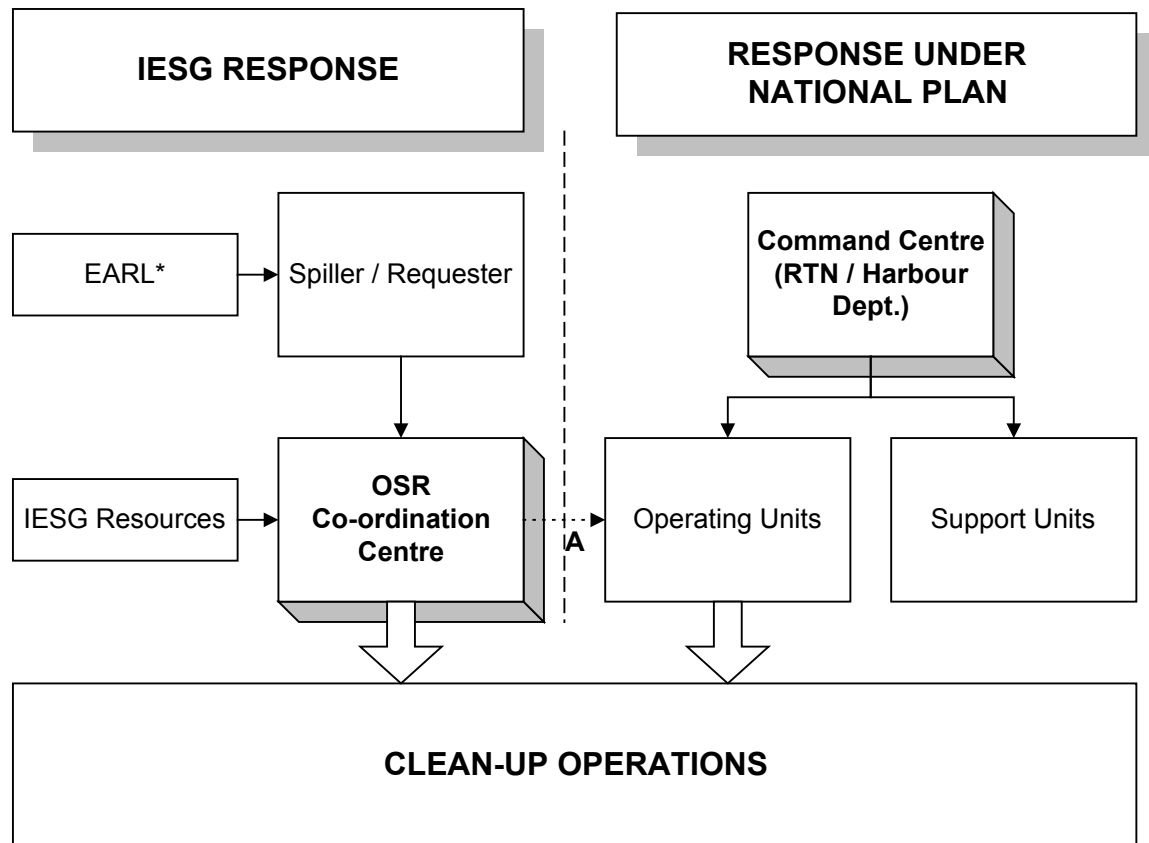 IESG RESPONSE
RESPONSE UNDER
NATIONAL PLAN
EARL*
Spiller / Requester
Command Centre
(RTN / Harbour
Dept.)
IESG Resources
OSR
Co-ordination
Centre
A
Operating Units
Support Units
CLEAN-UP OPERATIONS